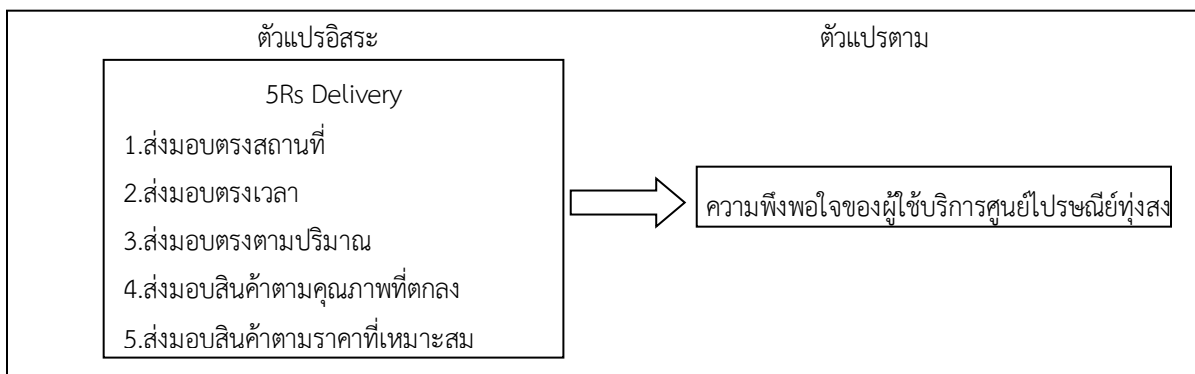 ตัวแปรอิสระ
ตัวแปรตาม
5Rs Delivery
1.ส่งมอบตรงสถานที่
2.ส่งมอบตรงเวลา
3.ส่งมอบตรงตามปริมาณ
4.ส่งมอบสินค้าตามคุณภาพที่ตกลง
5.ส่งมอบสินค้าตามราคาที่เหมาะสม
ความพึงพอใจของผู้ใช้บริการศูนย์ไปรษณีย์ทุ่งสง